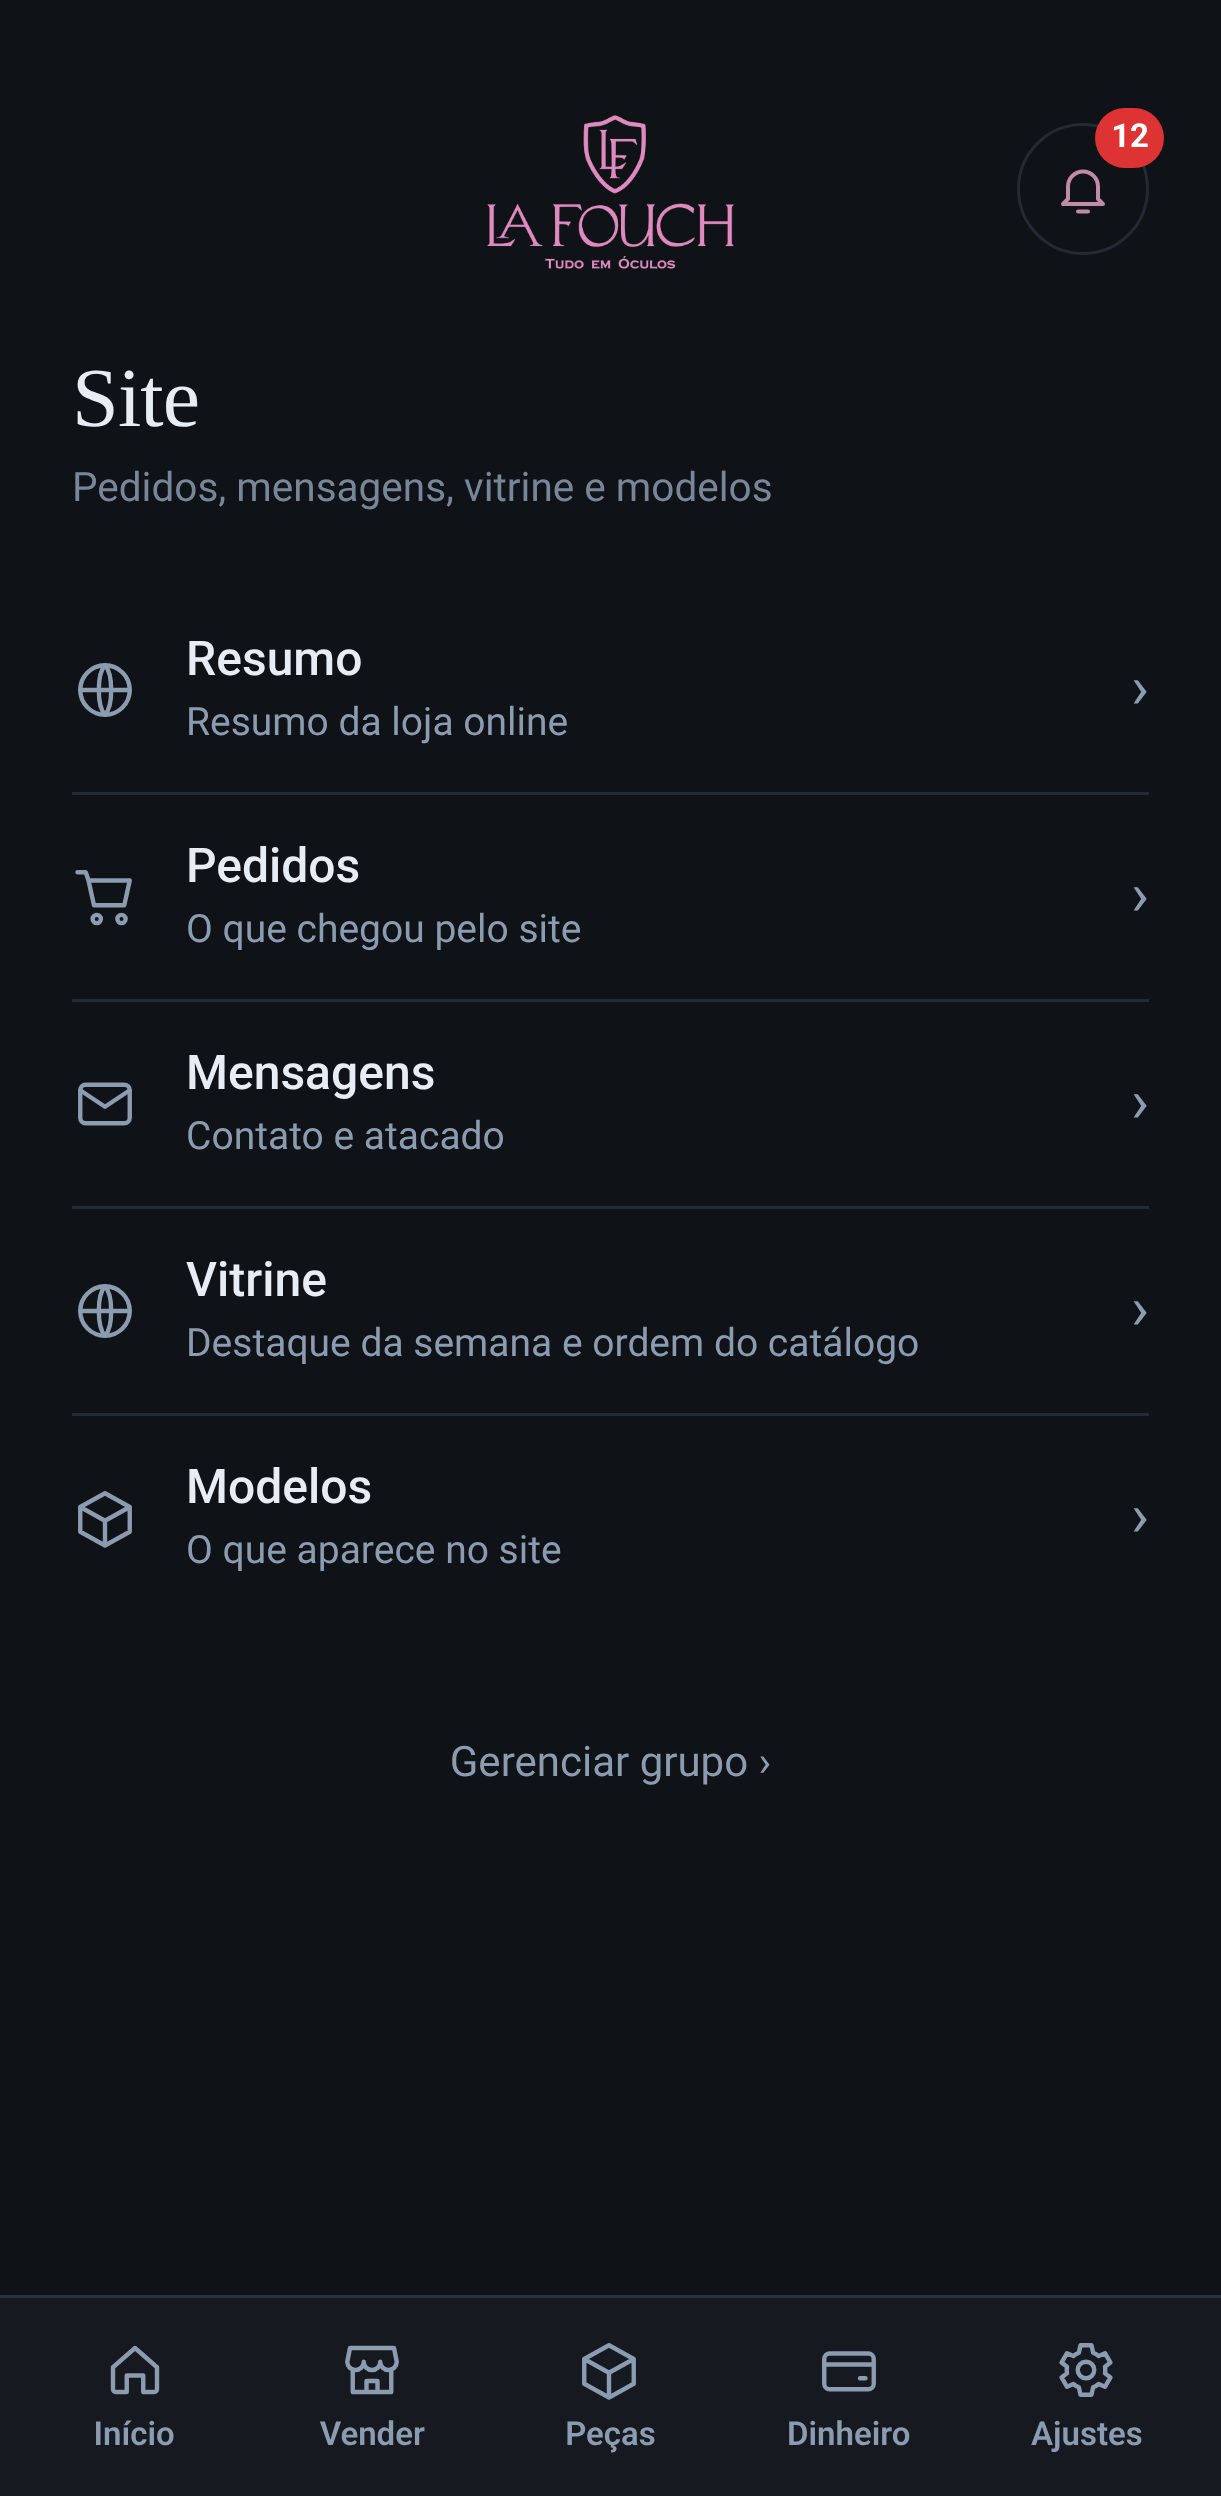 12
LF
LA FOUCH
TUDO EM ÓCULOS
Site
Pedidos, mensagens, vitrine e modelos
Resumo
Resumo da loja online
›
Pedidos
O que chegou pelo site
›
Mensagens
Contato e atacado
›
Vitrine
Destaque da semana e ordem do catálogo
›
Modelos
O que aparece no site
›
Gerenciar grupo ›
Início
Vender
Peças
Dinheiro
Ajustes